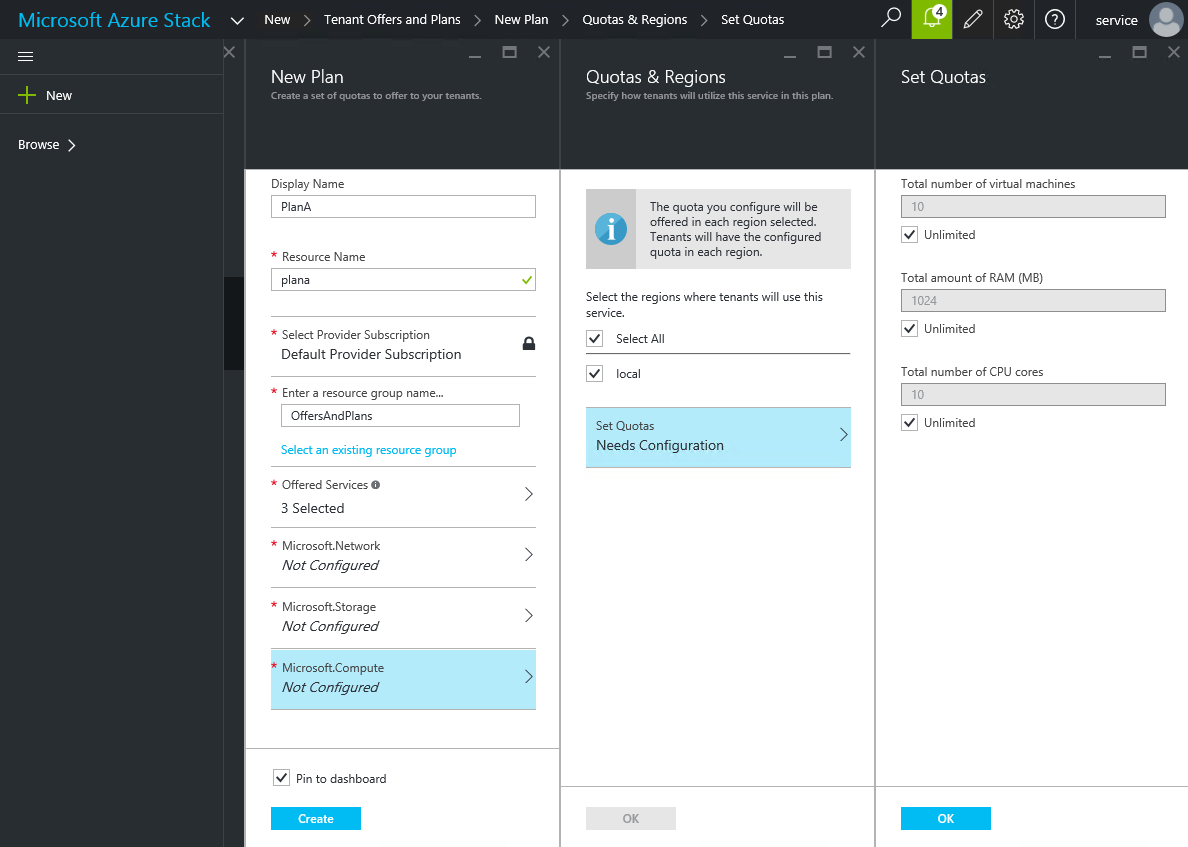 Microsoft Azure Stack New Tenant Offers and Plans New Plan Quotas & Regions Set Quotas 4 service
New
Browse
New Plan
Create a set of quotas to offer to your tenants.
Display Name
PlanA
* Resource Name
plana
* Select Provider Subscription
Default Provider Subscription
* Enter a resource group name...
OffersAndPlans
Select an existing resource group
* Offered Services
3 Selected
* Microsoft.Network
Not Configured
* Microsoft.Storage
Not Configured
* Microsoft.Compute
Not Configured
Pin to dashboard
Create
Quotas & Regions
Specify how tenants will utilize this service in this plan.
The quota you configure will be
offered in each region selected.
Tenants will have the configured
quota in each region.
Select the regions where tenants will use this
service.
Select All
local
Set Quotas
Needs Configuration
OK
Set Quotas
Total number of virtual machines
10
Unlimited
Total amount of RAM (MB)
1024
Unlimited
Total number of CPU cores
10
Unlimited
OK